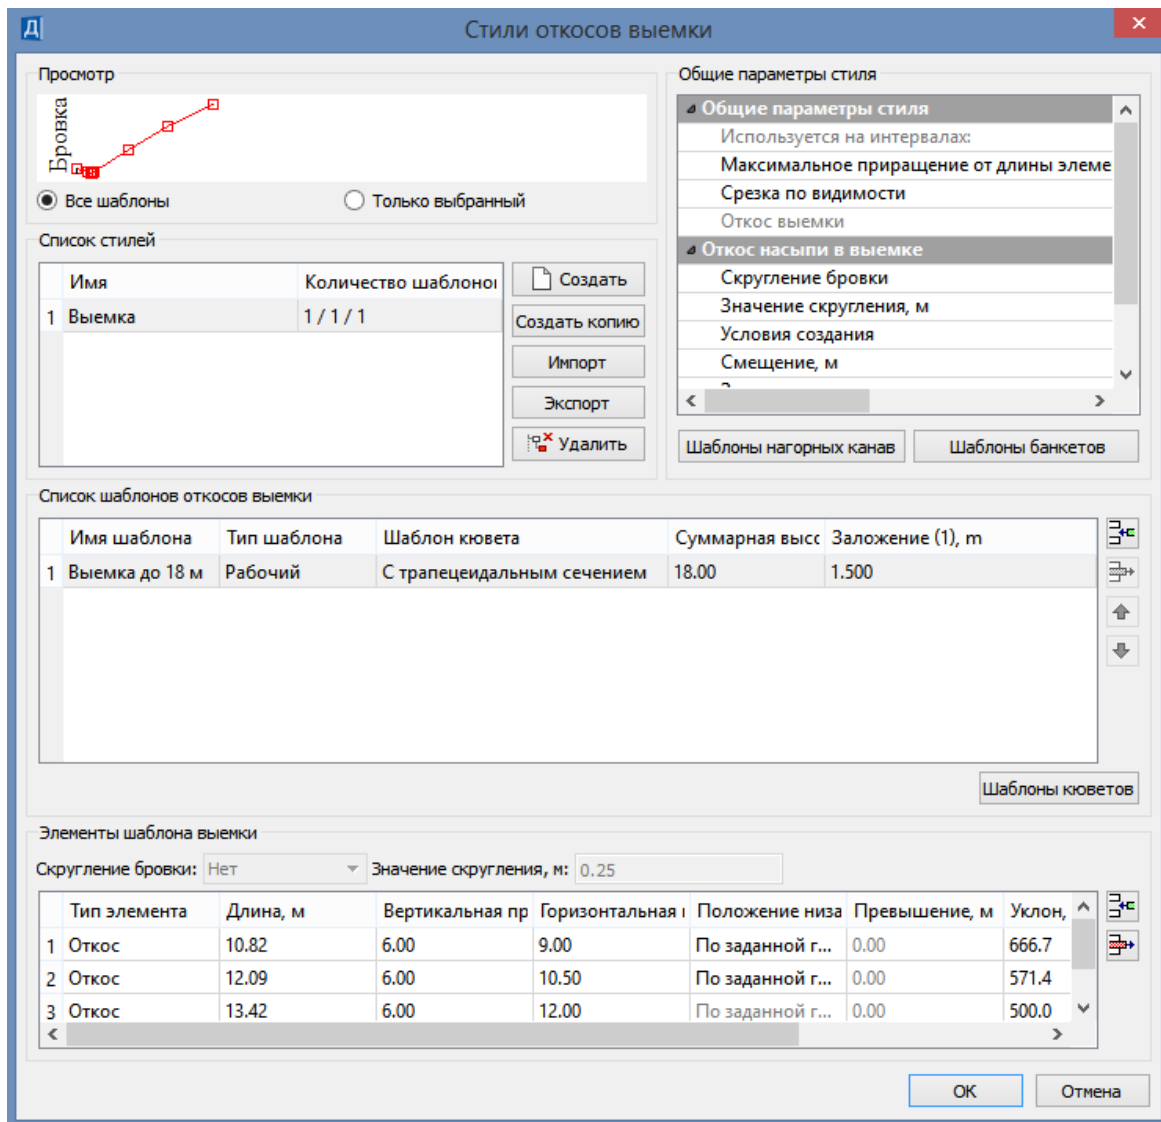 Д
Стили откосов выемки
Просмотр
Бровка
Все шаблоны
Только выбранный
Общие параметры стиля
Общие параметры стиля
Используется на интервалах:
Максимальное приращение от длины элеме
Срезка по видимости
Откос выемки
Откос насыпи в выемке
Скругление бровки
Значение скругления, м
Условия создания
Смещение, м
Шаблоны нагорных канав
Шаблоны банкетов
Список стилей
Имя Количество шаблонов
1 Выемка 1 / 1 / 1
Создать
Создать копию
Импорт
Экспорт
Удалить
Список шаблонов откосов выемки
Имя шаблона Тип шаблона Шаблон кювета Суммарная высс Заложение (1), m
1 Выемка до 18 м Рабочий С трапецеидальным сечением 18.00 1.500
Шаблоны кюветов
Элементы шаблона выемки
Скругление бровки: Нет Значение скругления, м: 0.25
Тип элемента Длина, м Вертикальная пр Горизонтальная Положение низа Превышение, м Уклон,
1 Откос 10.82 6.00 9.00 По заданной г... 0.00 666.7
2 Откос 12.09 6.00 10.50 По заданной г... 0.00 571.4
3 Откос 13.42 6.00 12.00 По заданной г... 0.00 500.0
ОК
Отмена